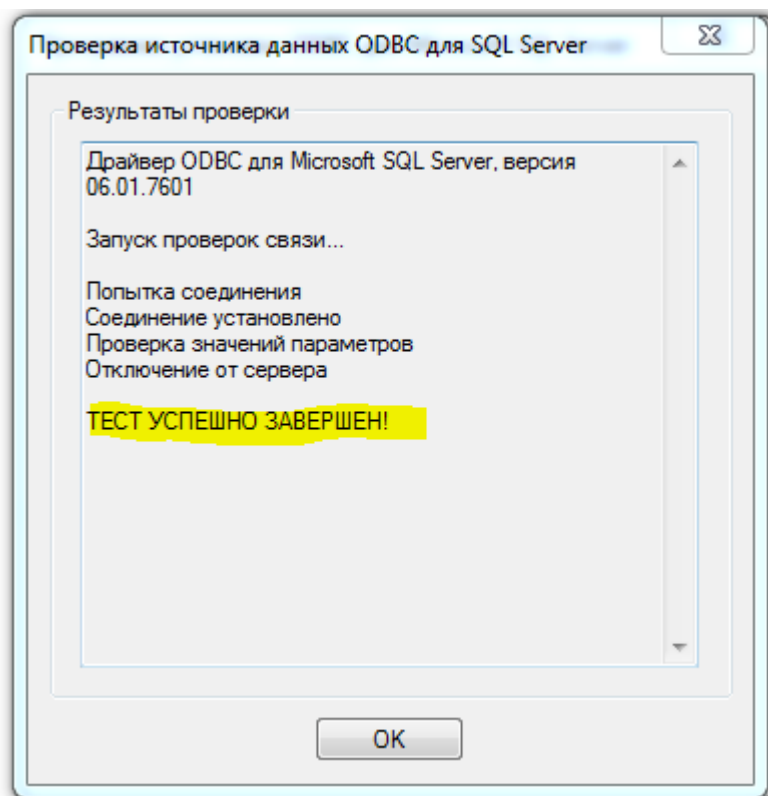 Проверка источника данных ODBC для SQL Server
Результаты проверки
Драйвер ODBC для Microsoft SQL Server, версия
06.01.7601
Запуск проверок связи...
Попытка соединения
Соединение установлено
Проверка значений параметров
Отключение от сервера
ТЕСТ УСПЕШНО ЗАВЕРШЕН!
OK